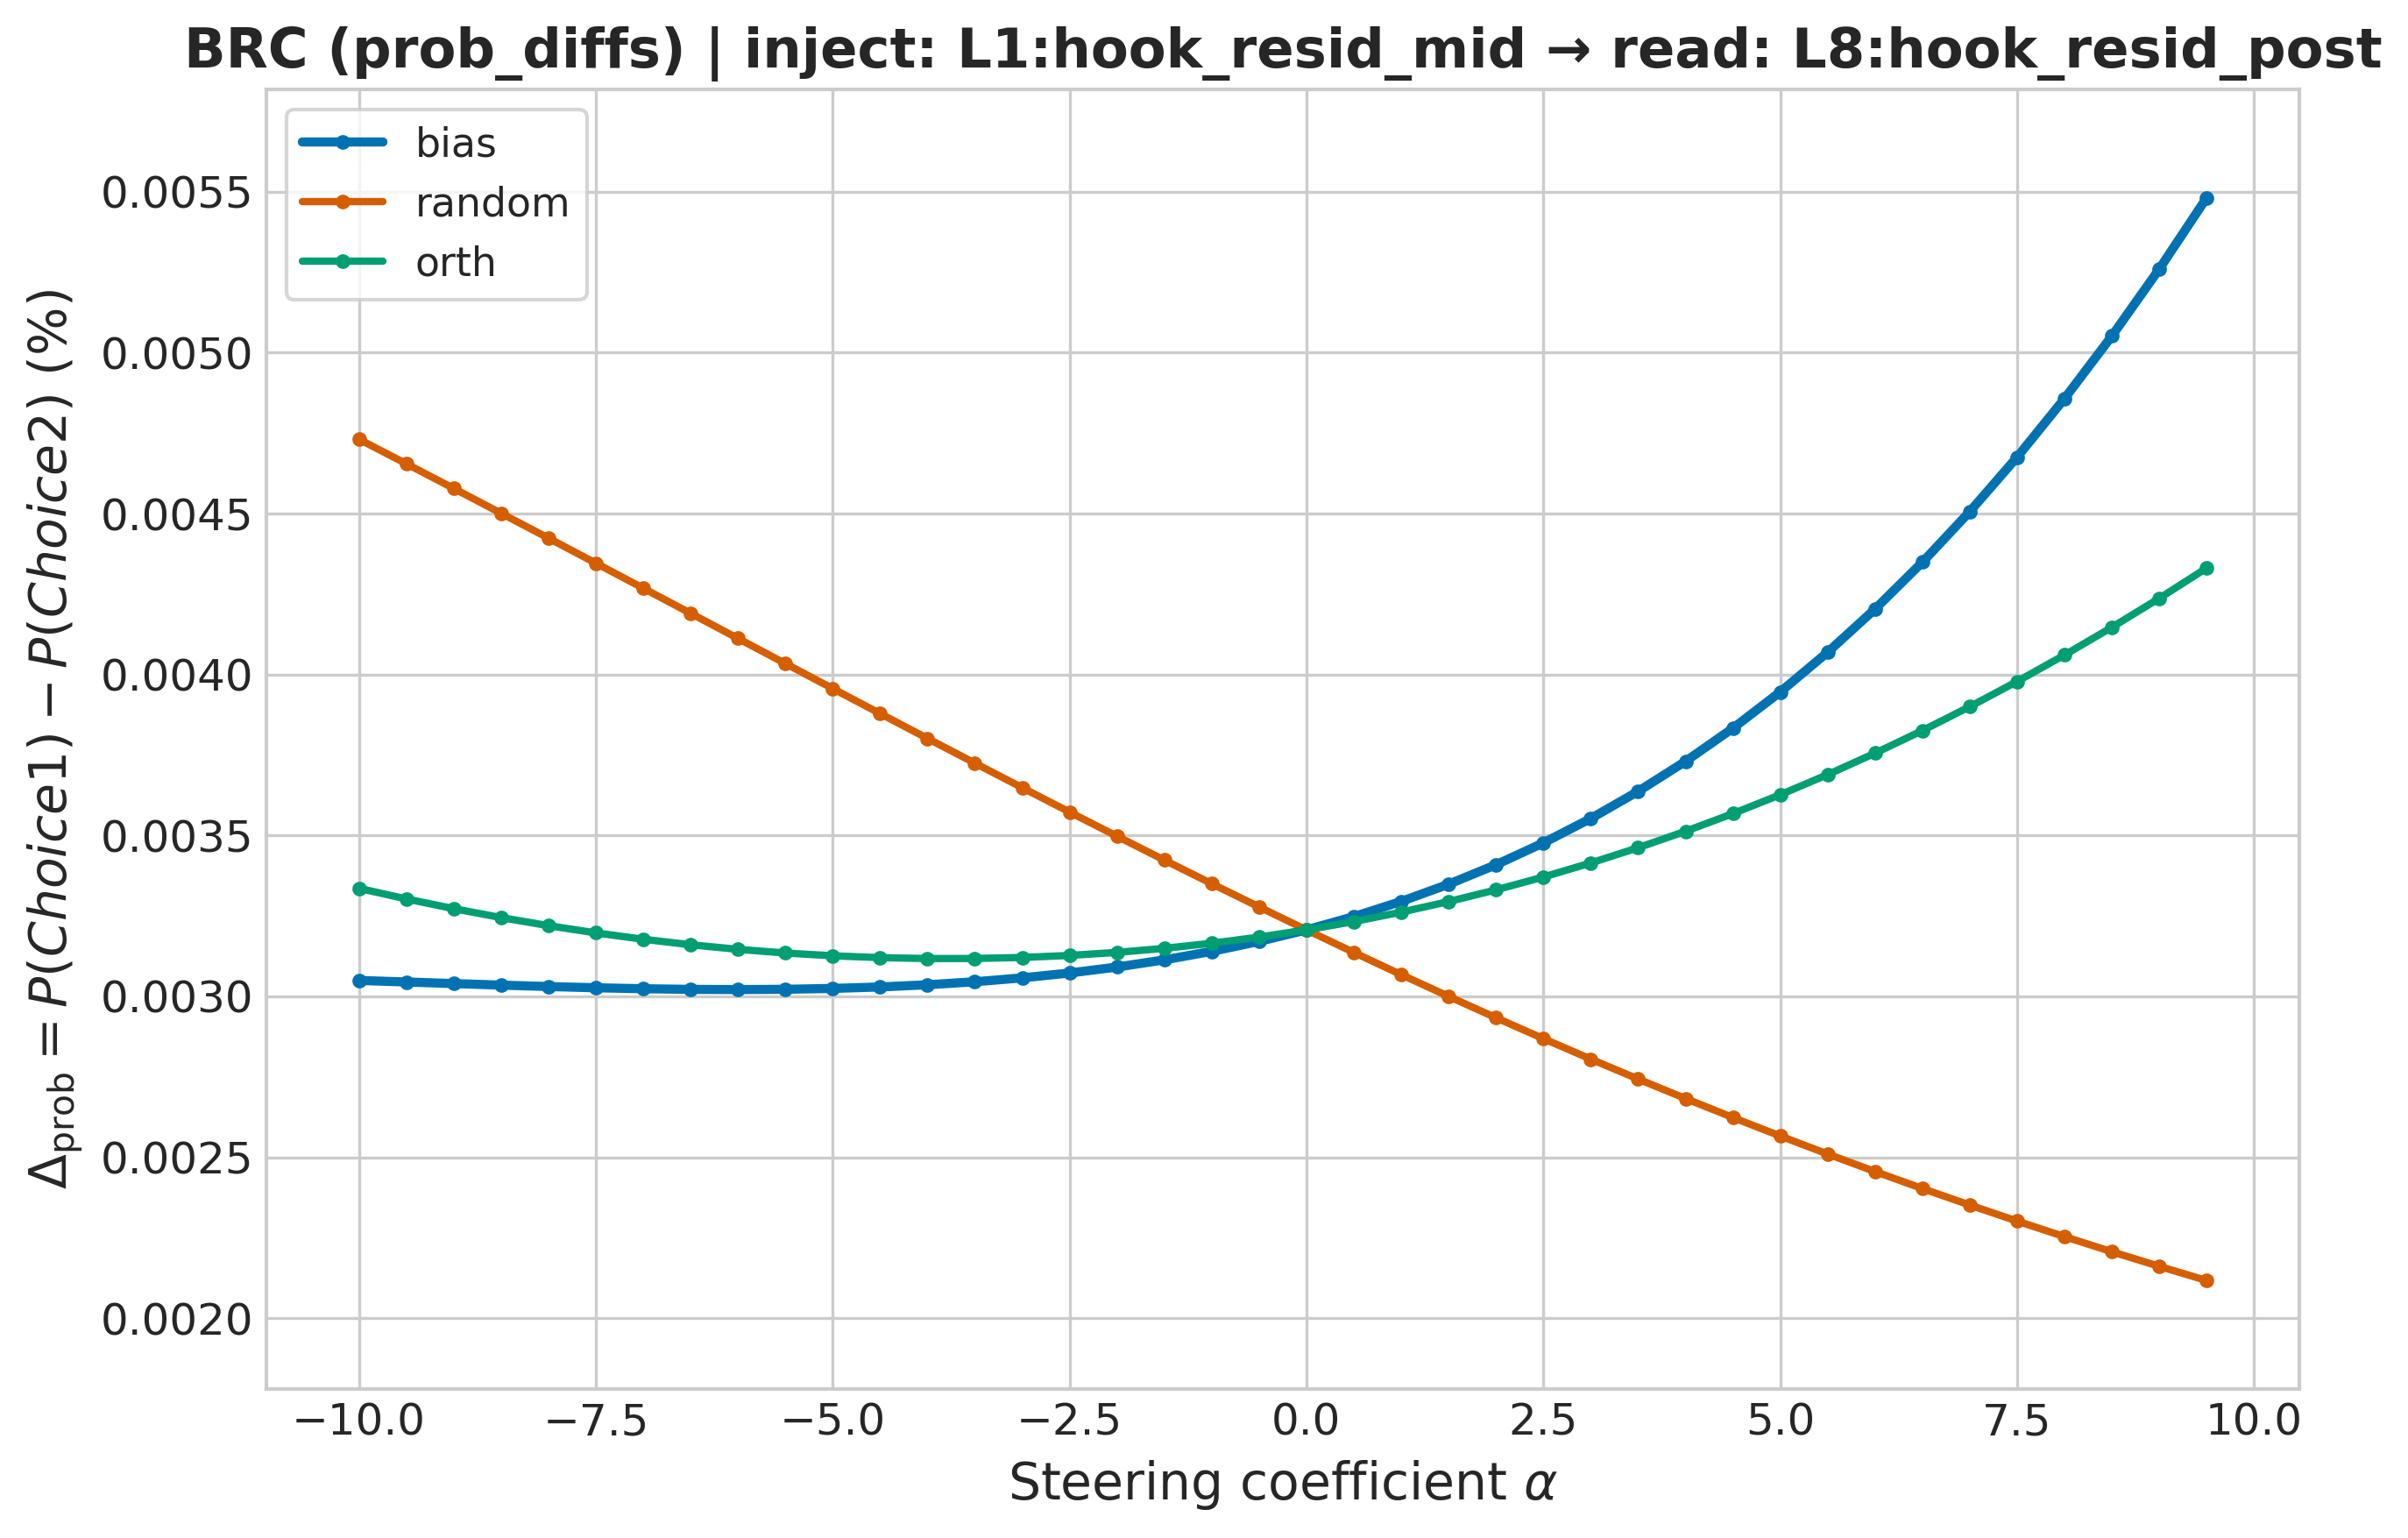 BRC (prob_diffs) | inject: L1:hook_resid_mid → read: L8:hook_resid_post
bias
random
orth
0.0055
0.0050
0.0045
0.0040
0.0035
0.0030
0.0025
0.0020
Δprob = P(Choice1) − P(Choice2) (%)
−10.0 −7.5 −5.0 −2.5 0.0 2.5 5.0 7.5 10.0
Steering coefficient α